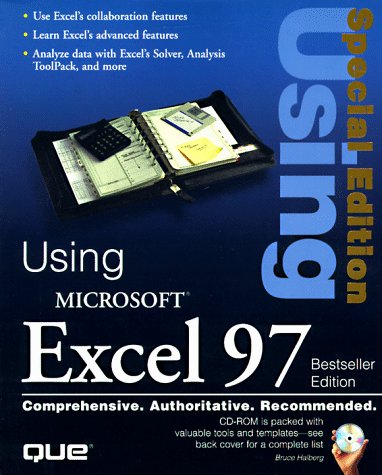 • Use Excel's collaboration features
• Learn Excel's advanced features
• Analyze data with Excel's Solver, Analysis
ToolPack, and more
Special Edition
Using
Using
MICROSOFT®
Excel 97
Bestseller
Edition
Comprehensive. Authoritative. Recommended.
CD-ROM is packed with
valuable tools and templates—see
back cover for a complete list
Bruce Halberg
QUE®